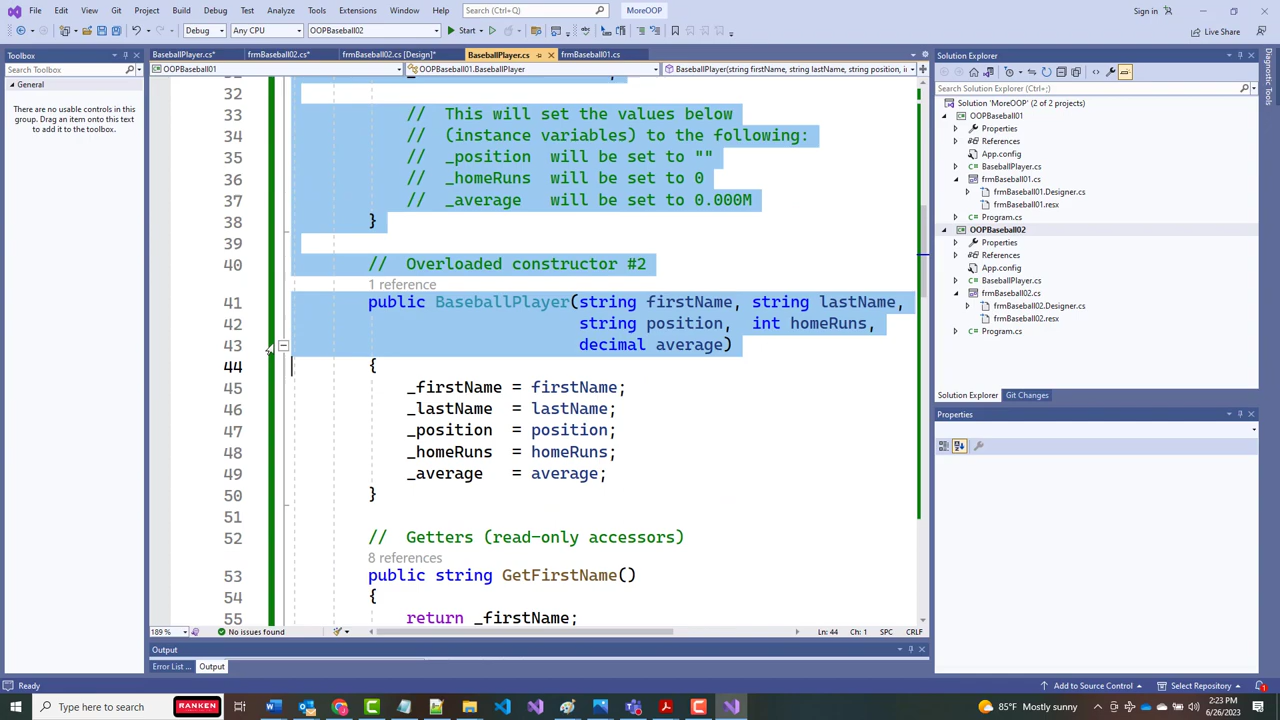 File Edit View Git Project Build Debug Test Analyze Tools Extensions Window Help Search (Ctrl+Q) MoreOOP Sign in
Debug Any CPU OOPBaseball02 Start Live Share
Toolbox
Search Toolbox
General
There are no usable controls in this
group. Drag an item onto this text
to add it to the toolbox.
BaseballPlayer.cs* frmBaseball02.cs* frmBaseball02.cs [Design]* BaseballPlayer.cs frmBaseball01.cs
OOPBaseball01 OOPBaseball01.BaseballPlayer BaseballPlayer(string firstName, string lastName, string position, in
32
33 // This will set the values below
34 // (instance variables) to the following:
35 // _position will be set to ""
36 // _homeRuns will be set to 0
37 // _average will be set to 0.000M
38 }
39
40 // Overloaded constructor #2
1 reference
41 public BaseballPlayer(string firstName, string lastName,
42 string position, int homeRuns,
43 decimal average)
44 {
45 _firstName = firstName;
46 _lastName = lastName;
47 _position = position;
48 _homeRuns = homeRuns;
49 _average = average;
50 }
51
52 // Getters (read-only accessors)
8 references
53 public string GetFirstName()
54 {
55 return _firstName;
189 % No issues found Ln: 44 Ch: 1 SPC CRLF
Output
Error List ... Output
Solution Explorer
Search Solution Explorer (Ctrl+;)
Solution 'MoreOOP' (2 of 2 projects)
OOPBaseball01
Properties
References
App.config
BaseballPlayer.cs
frmBaseball01.cs
frmBaseball01.Designer.cs
frmBaseball01.resx
Program.cs
OOPBaseball02
Properties
References
App.config
BaseballPlayer.cs
frmBaseball02.cs
frmBaseball02.Designer.cs
frmBaseball02.resx
Program.cs
Solution Explorer Git Changes
Properties
Diagnostic Tools
Ready Add to Source Control Select Repository
Type here to search RANKEN 85°F Mostly sunny 2:23 PM
6/26/2023